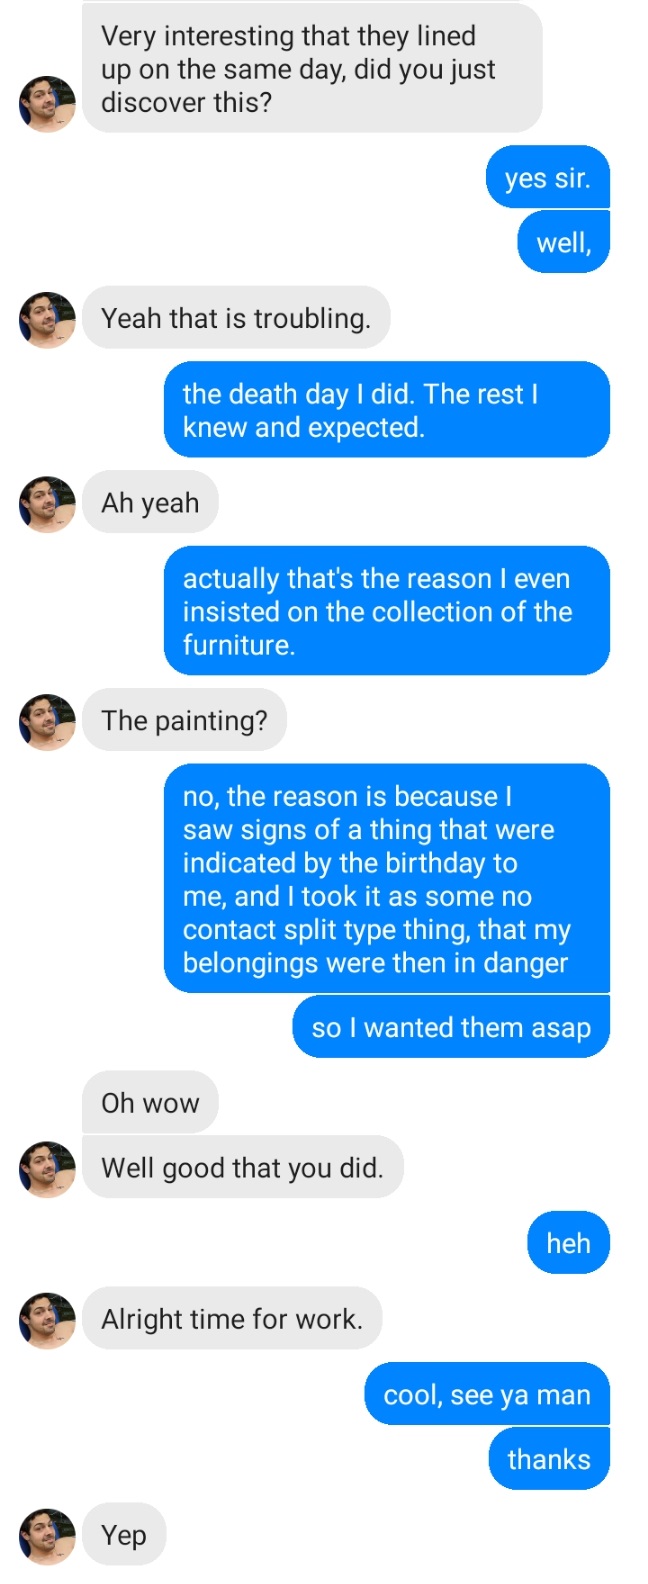 Very interesting that they lined
up on the same day, did you just
discover this?
yes sir.
well,
Yeah that is troubling.
the death day I did. The rest I
knew and expected.
Ah yeah
actually that's the reason I even
insisted on the collection of the
furniture.
The painting?
no, the reason is because I
saw signs of a thing that were
indicated by the birthday to
me, and I took it as some no
contact split type thing, that my
belongings were then in danger
so I wanted them asap
Oh wow
Well good that you did.
heh
Alright time for work.
cool, see ya man
thanks
Yep